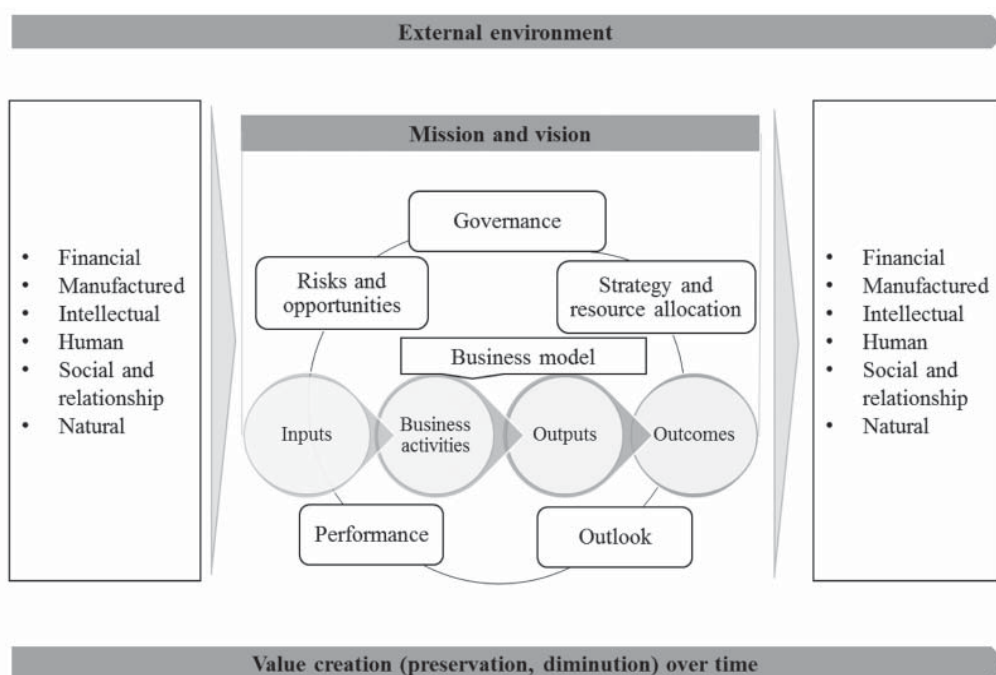 External environment
• Financial
• Manufactured
• Intellectual
• Human
• Social and
relationship
• Natural
Mission and vision
Governance
Risks and
opportunities
Strategy and
resource allocation
Business model
Inputs
Business
activities
Outputs
Outcomes
Performance
Outlook
• Financial
• Manufactured
• Intellectual
• Human
• Social and
relationship
• Natural
Value creation (preservation, diminution) over time